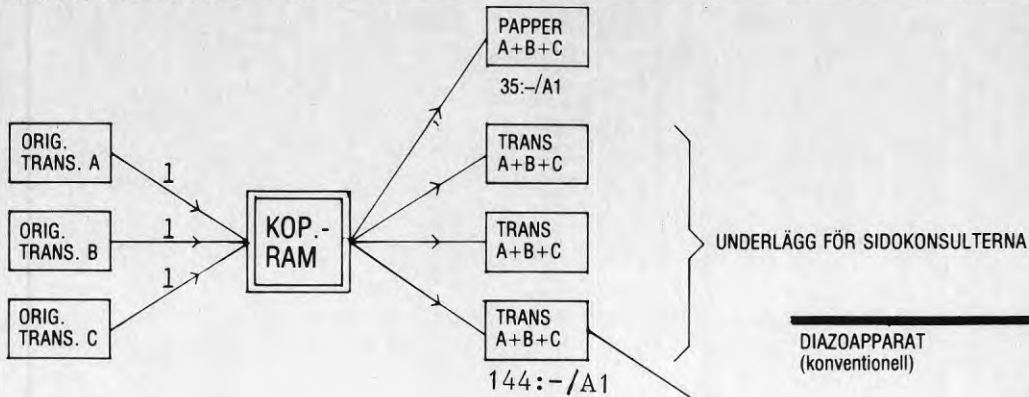 PAPPER
A+B+C
35:-/A1
ORIG.
TRANS. A
1
ORIG.
TRANS. B
1
ORIG.
TRANS. C
1
KOP.-
RAM
TRANS
A+B+C
TRANS
A+B+C
TRANS
A+B+C
144:-/A1
UNDERLÄGG FÖR SIDOKONSULTERNA
DIAZOAPPARAT
(konventionell)